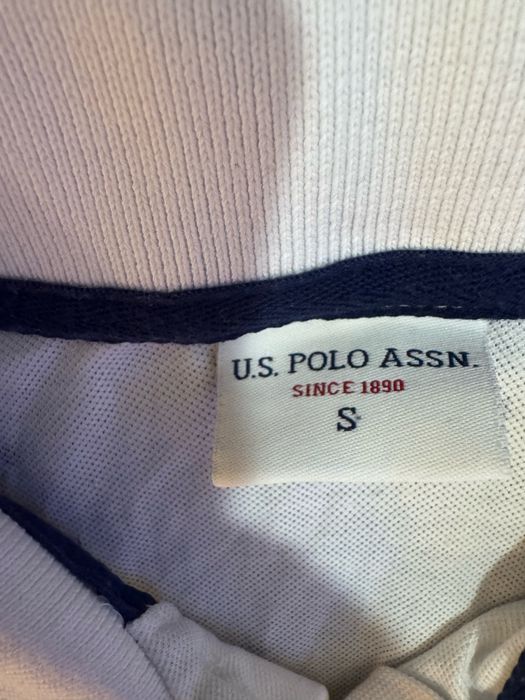 U.S. POLO ASSN.
SINCE 1890
S